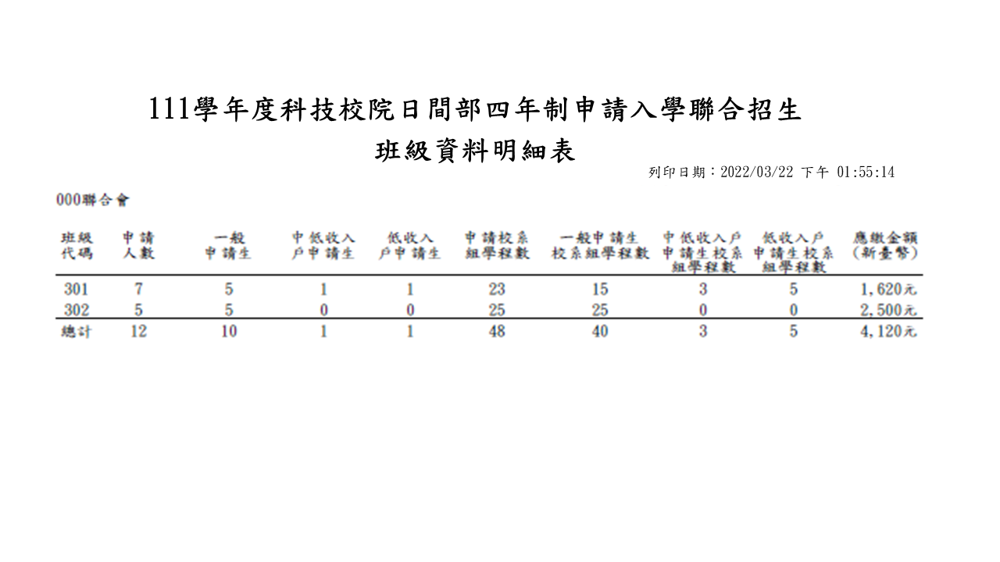 111學年度科技校院日間部四年制申請入學聯合招生
班級資料明細表
列印日期：2022/03/22 下午 01:55:14
000聯合會
班級 申請 一般 中低收入 低收入 申請校系 一般申請生 中低收入戶 低收入戶 應繳金額
代碼 人數 申請生 戶申請生 戶申請生 組學程數 校系組學程數 申請生校系 申請生校系 (新臺幣)
組學程數 組學程數
301 7 5 1 1 23 15 3 5 1,620元
302 5 5 0 0 25 25 0 0 2,500元
總計 12 10 1 1 48 40 3 5 4,120元